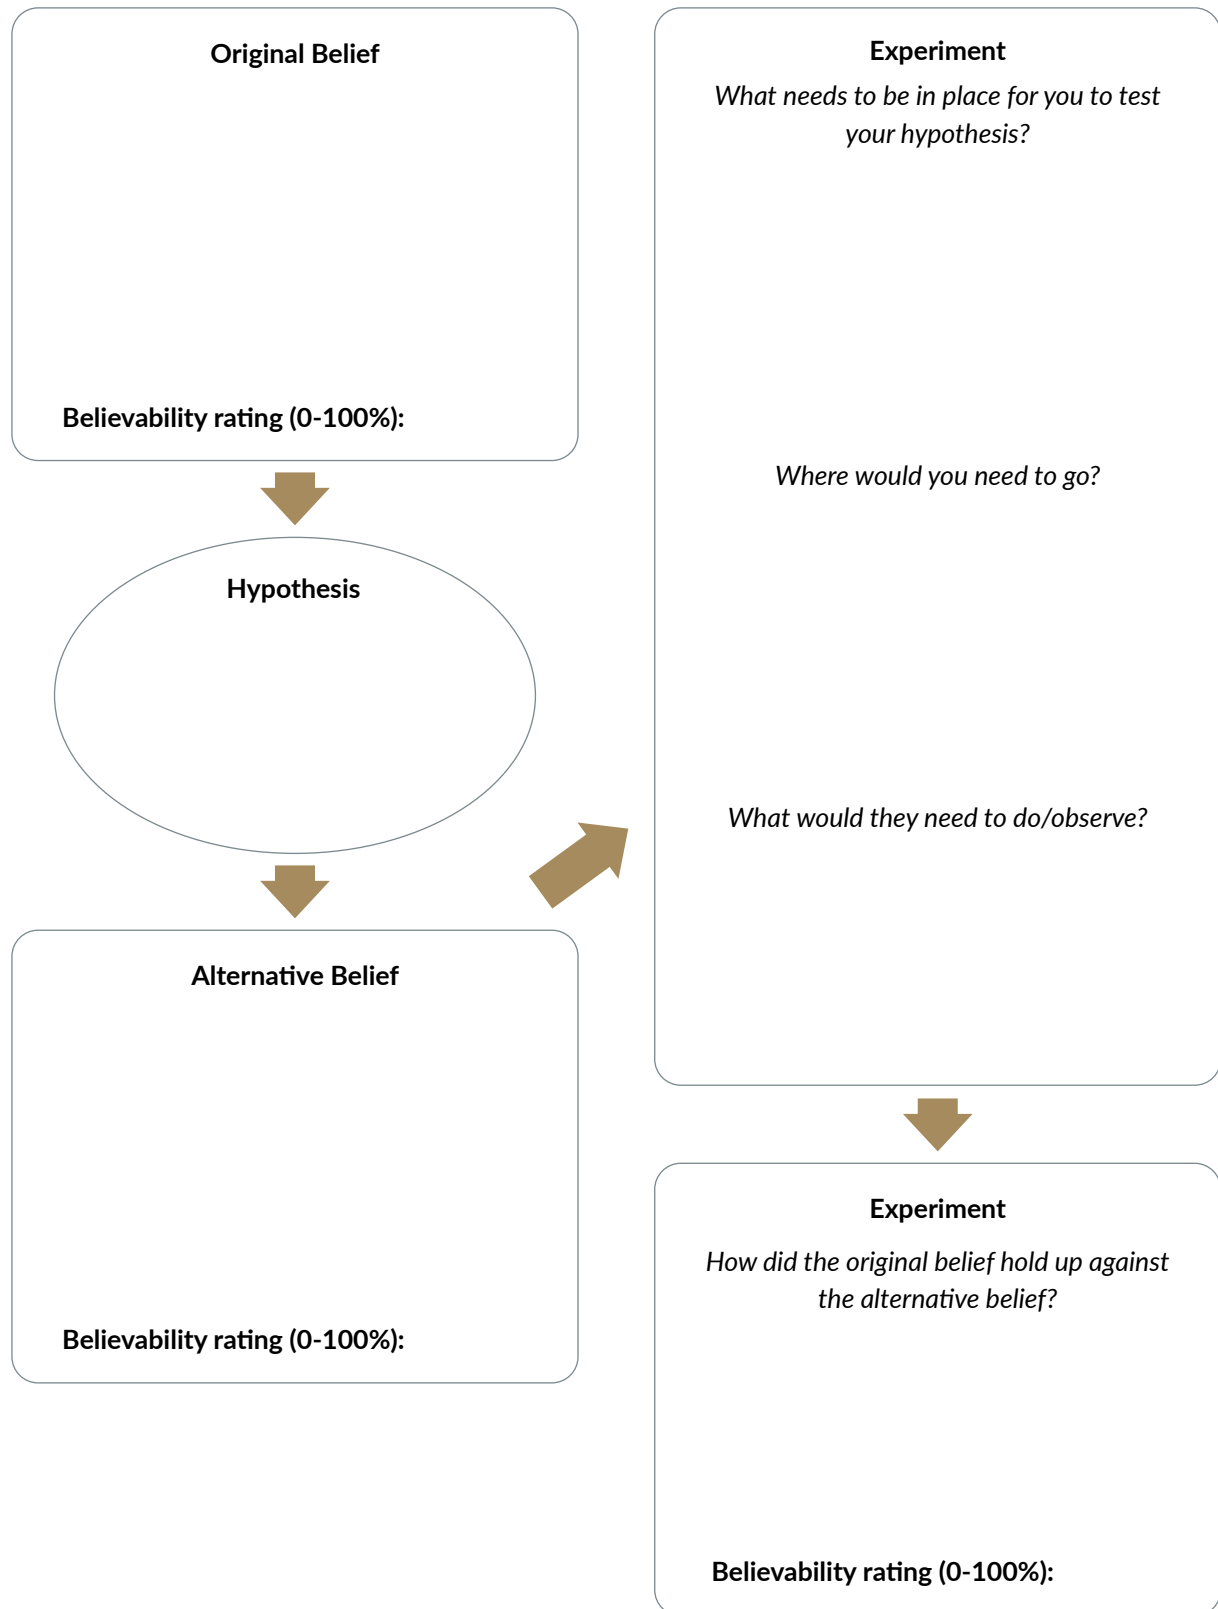 Original Belief
Believability rating (0-100%):
Hypothesis
Alternative Belief
Believability rating (0-100%):
Experiment
What needs to be in place for you to test
your hypothesis?
Where would you need to go?
What would they need to do/observe?
Experiment
How did the original belief hold up against
the alternative belief?
Believability rating (0-100%):